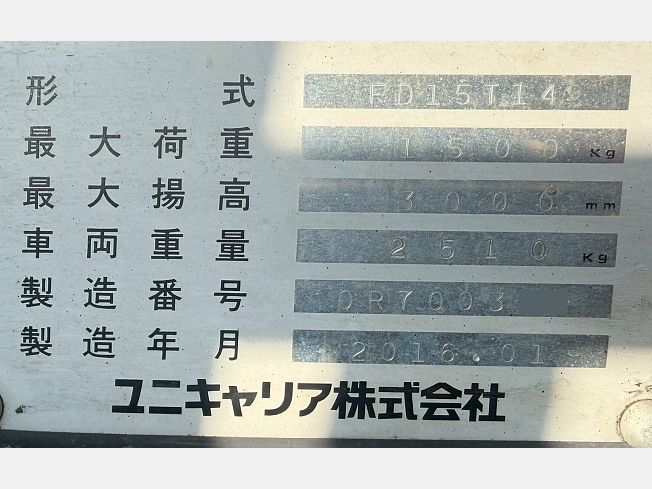 形 式 FD15T14
最大荷重 1500 Kg
最大揚高 3000 mm
車両重量 2510 Kg
製造番号 0R7003
製造年月 2016.01
ユニキャリア株式会社